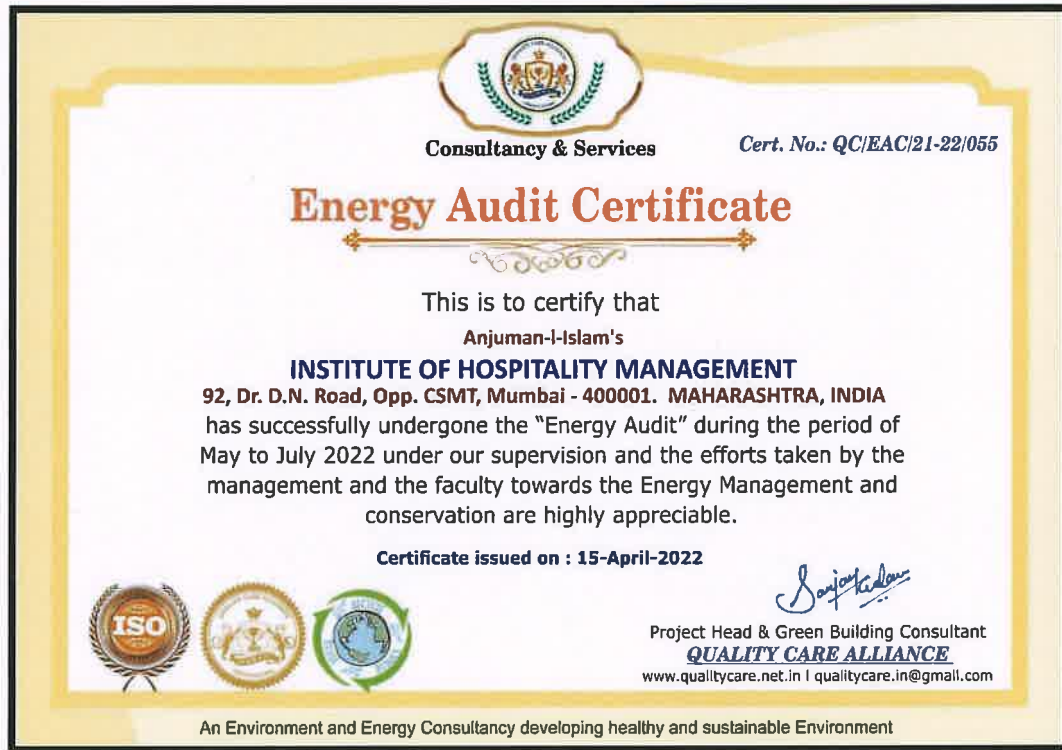 Consultancy & Services
Cert. No.: QC/EAC/21-22/055
Energy Audit Certificate
This is to certify that
Anjuman-I-Islam's
INSTITUTE OF HOSPITALITY MANAGEMENT
92, Dr. D.N. Road, Opp. CSMT, Mumbai - 400001. MAHARASHTRA, INDIA
has successfully undergone the "Energy Audit" during the period of
May to July 2022 under our supervision and the efforts taken by the
management and the faculty towards the Energy Management and
conservation are highly appreciable.
Certificate issued on : 15-April-2022
ISO
Project Head & Green Building Consultant
QUALITY CARE ALLIANCE
www.qualitycare.net.in I qualitycare.in@gmail.com
An Environment and Energy Consultancy developing healthy and sustainable Environment